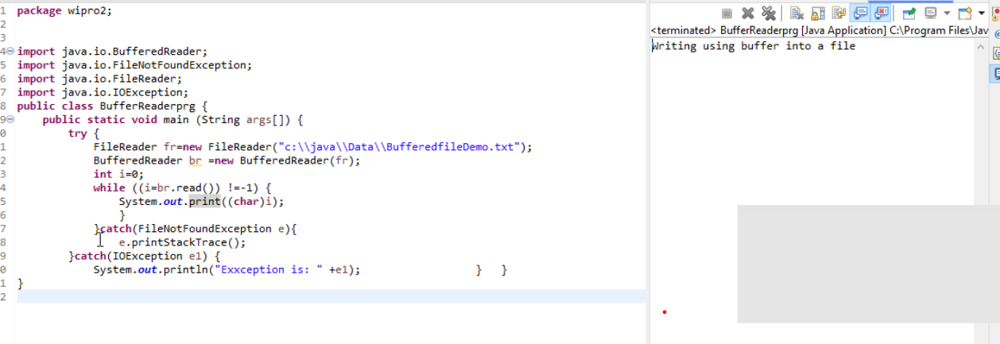 1 package wipro2;
2
3
4 import java.io.BufferedReader;
5 import java.io.FileNotFoundException;
6 import java.io.FileReader;
7 import java.io.IOException;
8 public class BufferReaderprg {
9 public static void main (String args[]) {
0 try {
1 FileReader fr=new FileReader("c:\\java\\Data\\BufferedfileDemo.txt");
2 BufferedReader br =new BufferedReader(fr);
3 int i=0;
4 while ((i=br.read()) !=-1) {
5 System.out.print((char)i);
6 }
7 }catch(FileNotFoundException e){
8 e.printStackTrace();
9 }catch(IOException e1) {
0 System.out.println("Exxception is: " +e1); } }
1 }
2
<terminated> BufferReaderprg [Java Application] C:\Program Files\Jav
Writing using buffer into a file